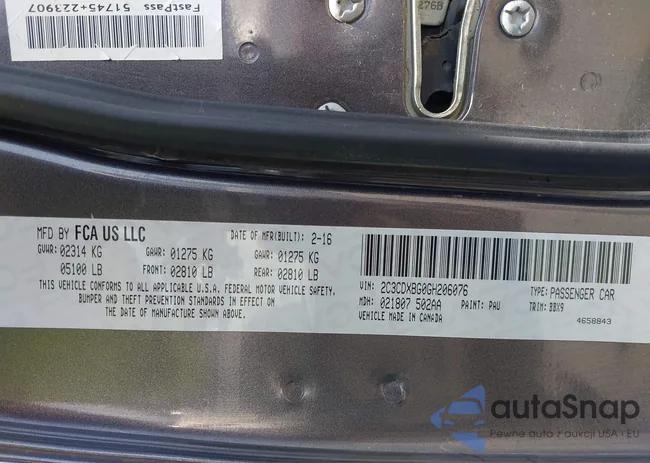 FastPass 51745+223907
276B
MFD BY FCA US LLC
DATE OF MFR(BUILT): 2-16
GVWR: 02314 KG GAWR: 01275 KG GAWR: 01275 KG
05100 LB FRONT: 02810 LB REAR: 02810 LB
THIS VEHICLE CONFORMS TO ALL APPLICABLE U.S.A. FEDERAL MOTOR VEHICLE SAFETY,
BUMPER AND THEFT PREVENTION STANDARDS IN EFFECT ON
THE DATE OF MANUFACTURE SHOWN ABOVE.
VIN: 2C3CDXBG0GH206076 TYPE: PASSENGER CAR
MDH: 021807 502AA PAINT: PAU TRIM: BBX9
VEHICLE MADE IN CANADA 4658843
autaSnap
Pewne auto z aukcji USA i EU